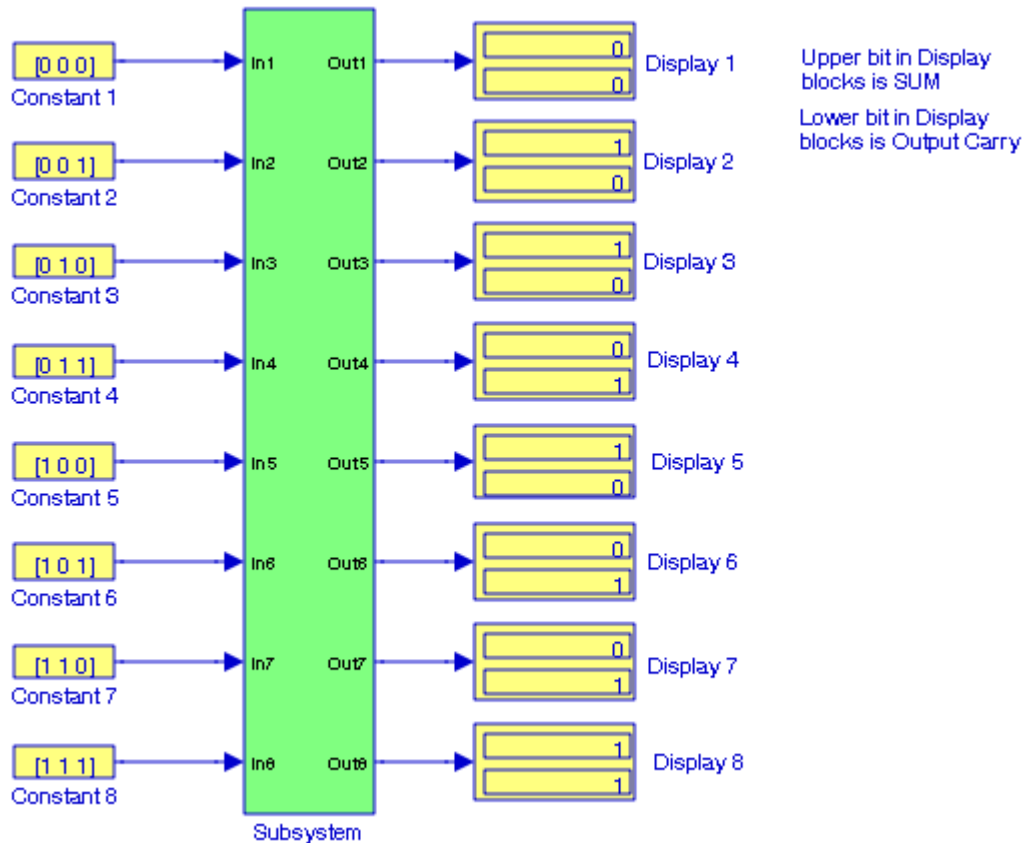 [0 0 0]
Constant 1
In1
Out1
0
0
Display 1
Upper bit in Display
blocks is SUM
Lower bit in Display
blocks is Output Carry
[0 0 1]
Constant 2
In2
Out2
1
0
Display 2
[0 1 0]
Constant 3
In3
Out3
1
0
Display 3
[0 1 1]
Constant 4
In4
Out4
0
1
Display 4
[1 0 0]
Constant 5
In5
Out5
1
0
Display 5
[1 0 1]
Constant 6
In6
Out6
0
1
Display 6
[1 1 0]
Constant 7
In7
Out7
0
1
Display 7
[1 1 1]
Constant 8
In8
Out8
1
1
Display 8
Subsystem